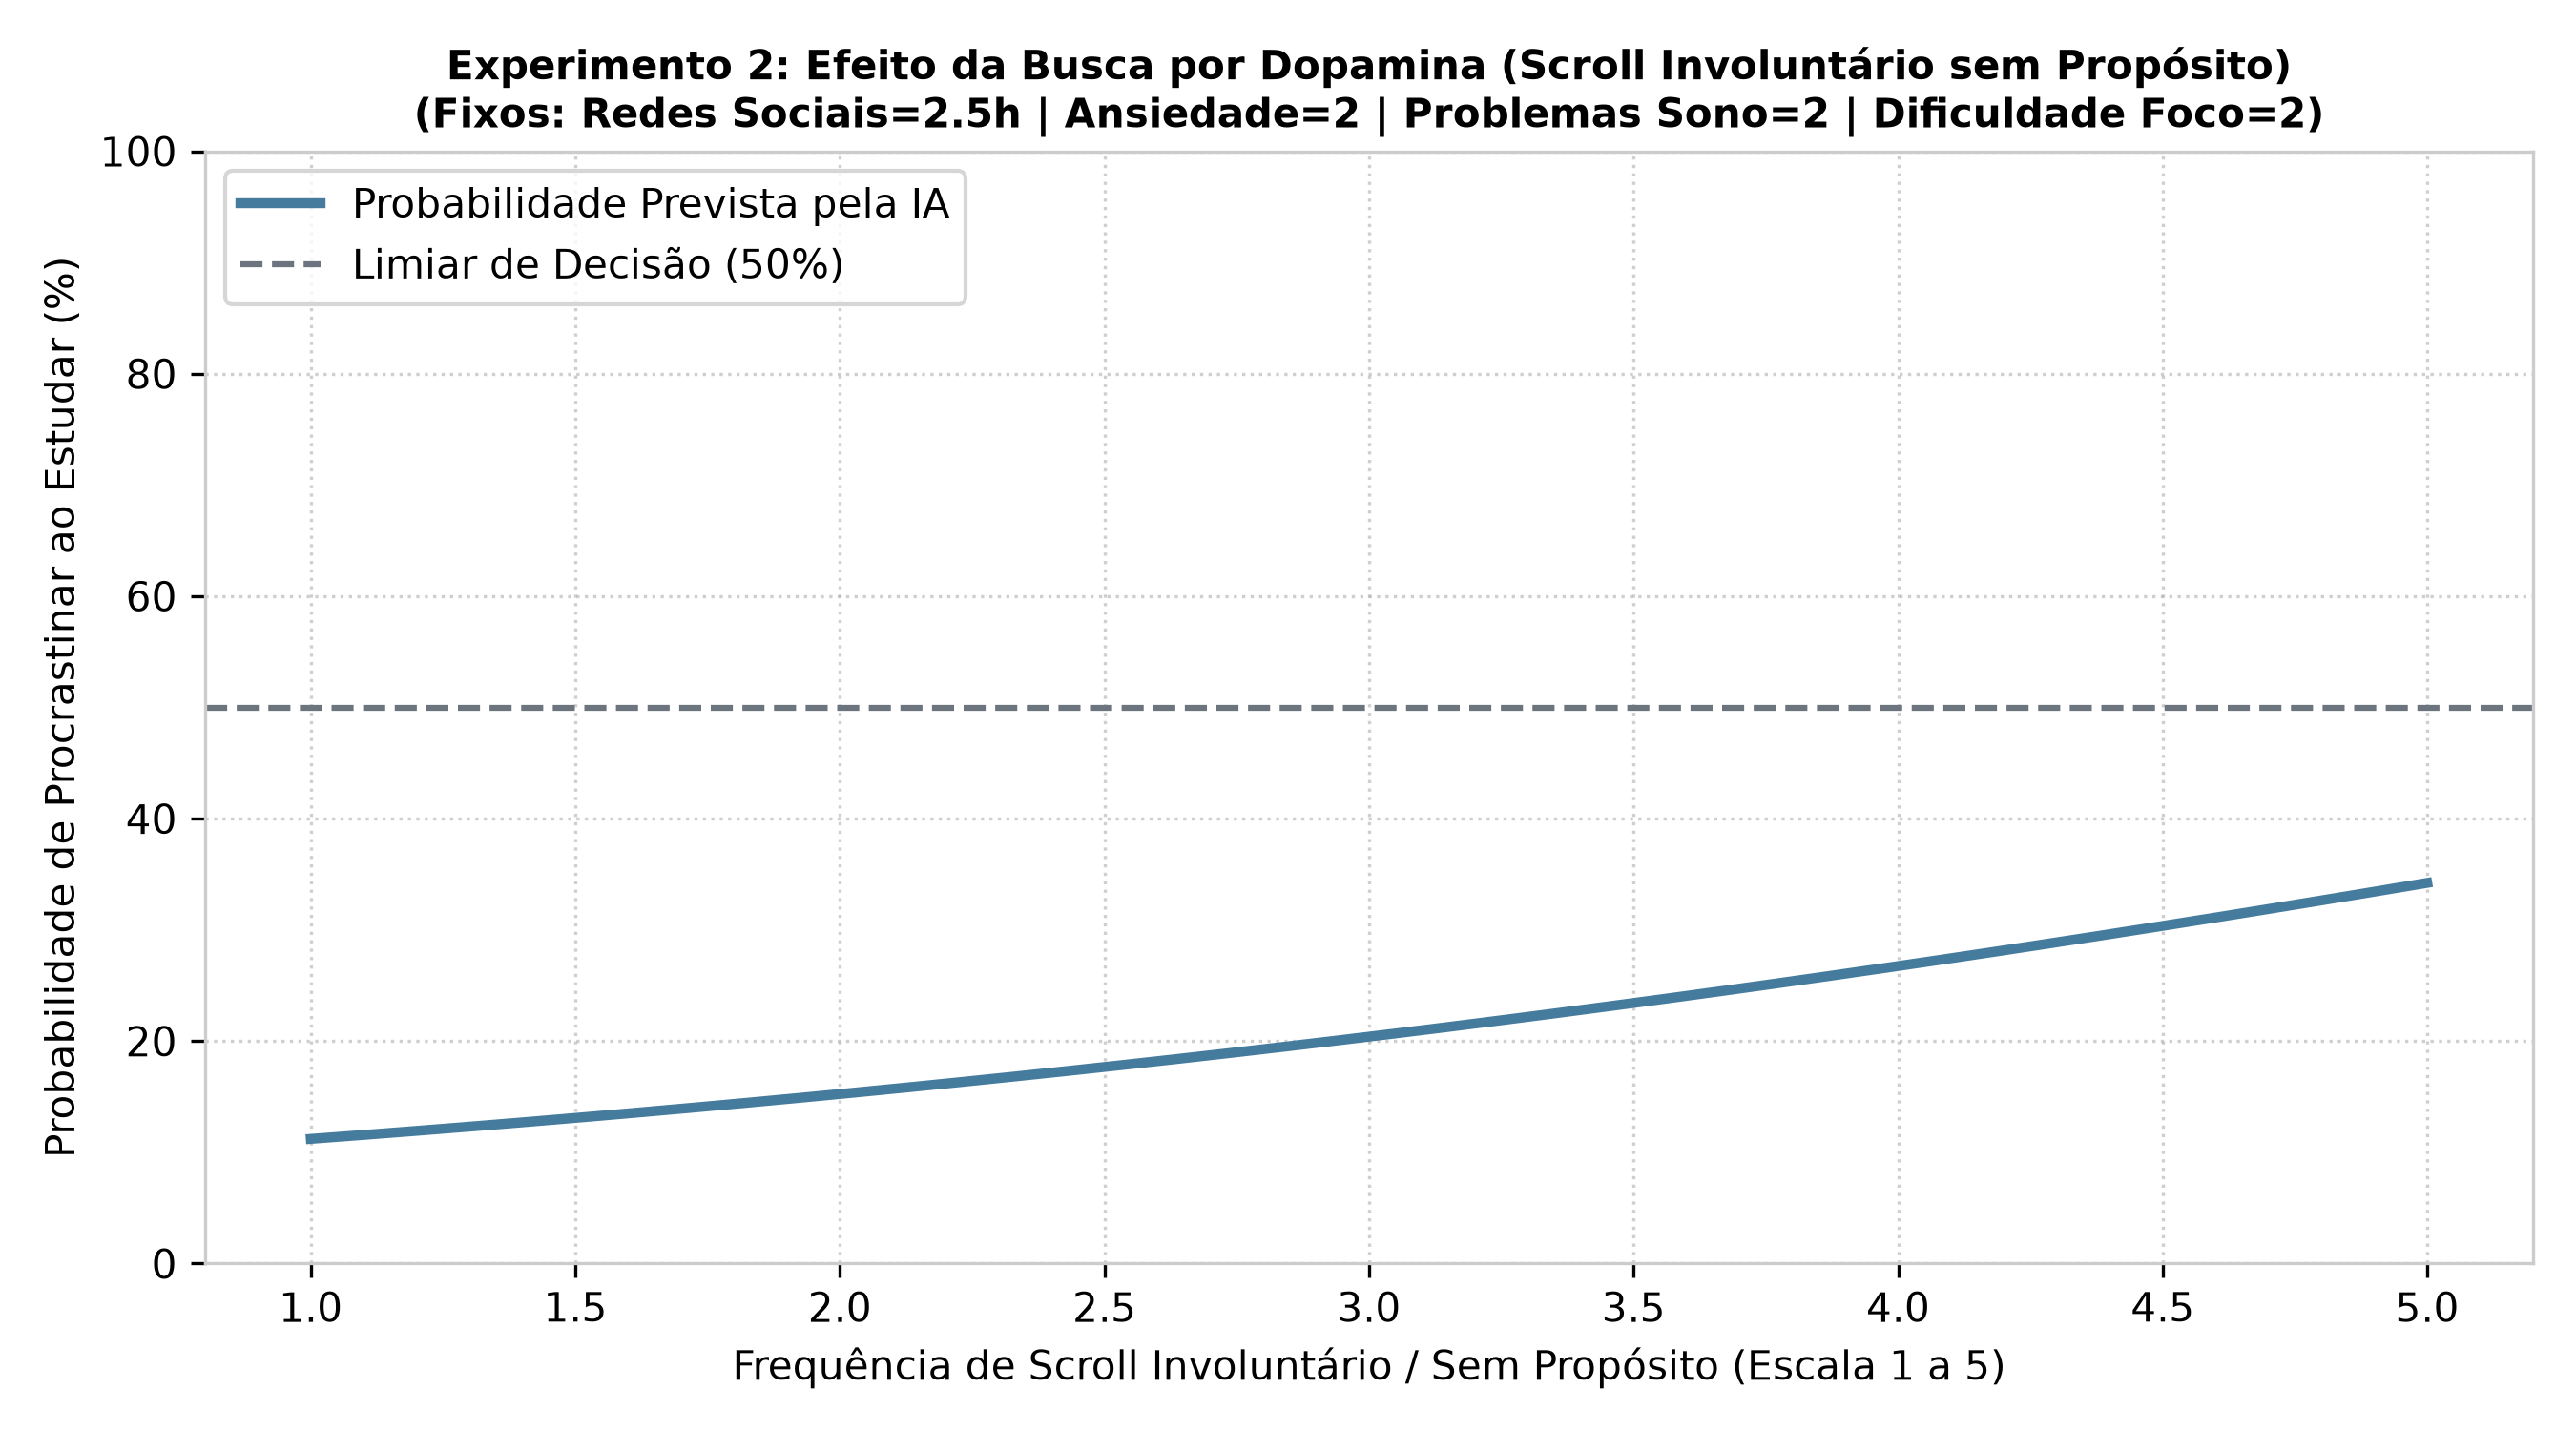 Experimento 2: Efeito da Busca por Dopamina (Scroll Involuntário sem Propósito)
(Fixos: Redes Sociais=2.5h | Ansiedade=2 | Problemas Sono=2 | Dificuldade Foco=2)
Probabilidade Prevista pela IA
Limiar de Decisão (50%)
Probabilidade de Procrastinar ao Estudar (%)
100
80
60
40
20
0
1.0 1.5 2.0 2.5 3.0 3.5 4.0 4.5 5.0
Frequência de Scroll Involuntário / Sem Propósito (Escala 1 a 5)